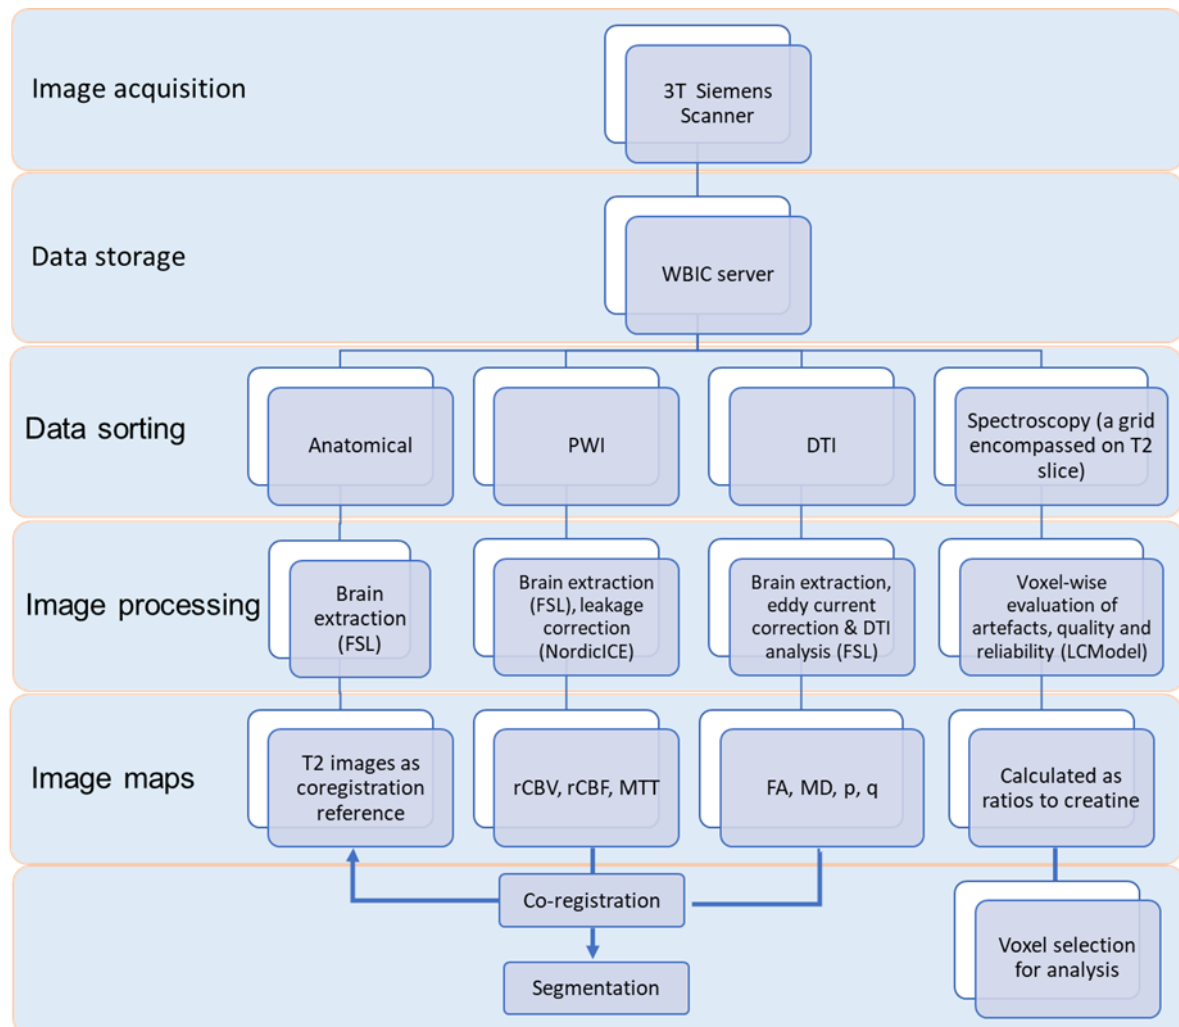 Image acquisition
3T Siemens
Scanner
Data storage
WBIC server
Data sorting
Anatomical
PWI
DTI
Spectroscopy (a grid
encompassed on T2
slice)
Image processing
Brain
extraction
(FSL)
Brain extraction
(FSL), leakage
correction
(NordicICE)
Brain extraction,
eddy current
correction & DTI
analysis (FSL)
Voxel-wise
evaluation of
artefacts, quality and
reliability (LCModel)
Image maps
T2 images as
coregistration
reference
rCBV, rCBF, MTT
FA, MD, p, q
Calculated as
ratios to creatine
Co-registration
Segmentation
Voxel selection
for analysis